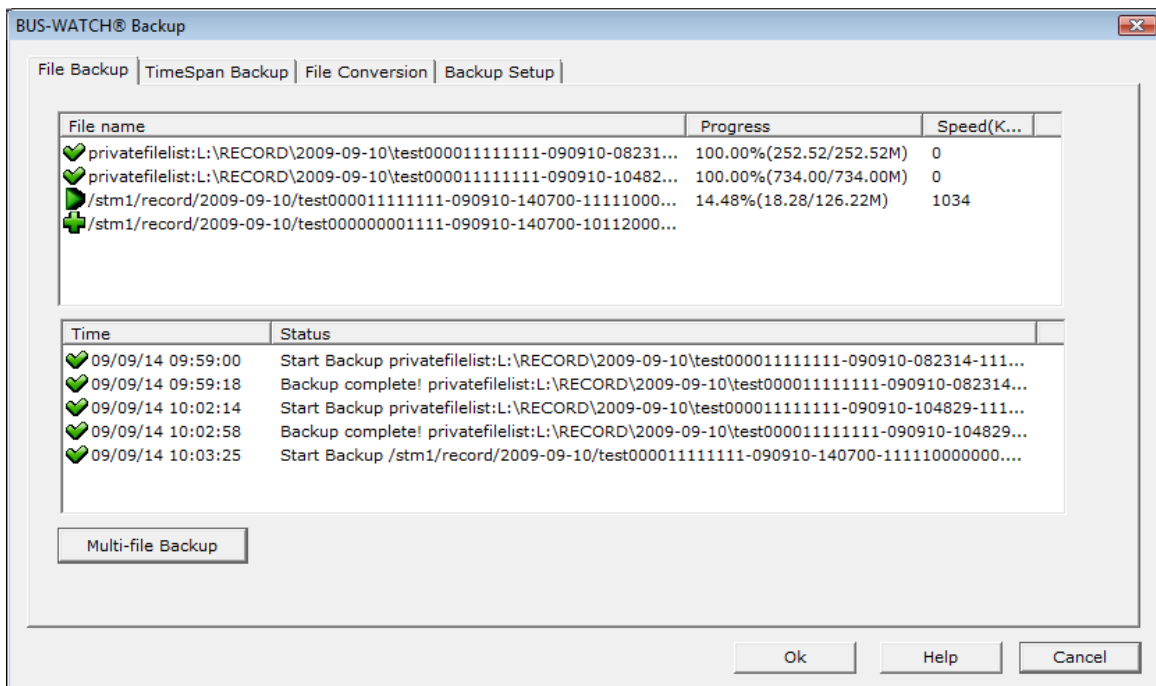 BUS-WATCH® Backup
File Backup TimeSpan Backup File Conversion Backup Setup
File name Progress Speed(K...
privatefilelist:L:\RECORD\2009-09-10\test000011111111-090910-08231... 100.00%(252.52/252.52M) 0
privatefilelist:L:\RECORD\2009-09-10\test000011111111-090910-10482... 100.00%(734.00/734.00M) 0
/stm1/record/2009-09-10/test000011111111-090910-140700-11111000... 14.48%(18.28/126.22M) 1034
/stm1/record/2009-09-10/test000000001111-090910-140700-10112000...
Time Status
09/09/14 09:59:00 Start Backup privatefilelist:L:\RECORD\2009-09-10\test000011111111-090910-082314-111...
09/09/14 09:59:18 Backup complete! privatefilelist:L:\RECORD\2009-09-10\test000011111111-090910-082314...
09/09/14 10:02:14 Start Backup privatefilelist:L:\RECORD\2009-09-10\test000011111111-090910-104829-111...
09/09/14 10:02:58 Backup complete! privatefilelist:L:\RECORD\2009-09-10\test000011111111-090910-104829...
09/09/14 10:03:25 Start Backup /stm1/record/2009-09-10/test000011111111-090910-140700-111110000000....
Multi-file Backup
Ok Help Cancel